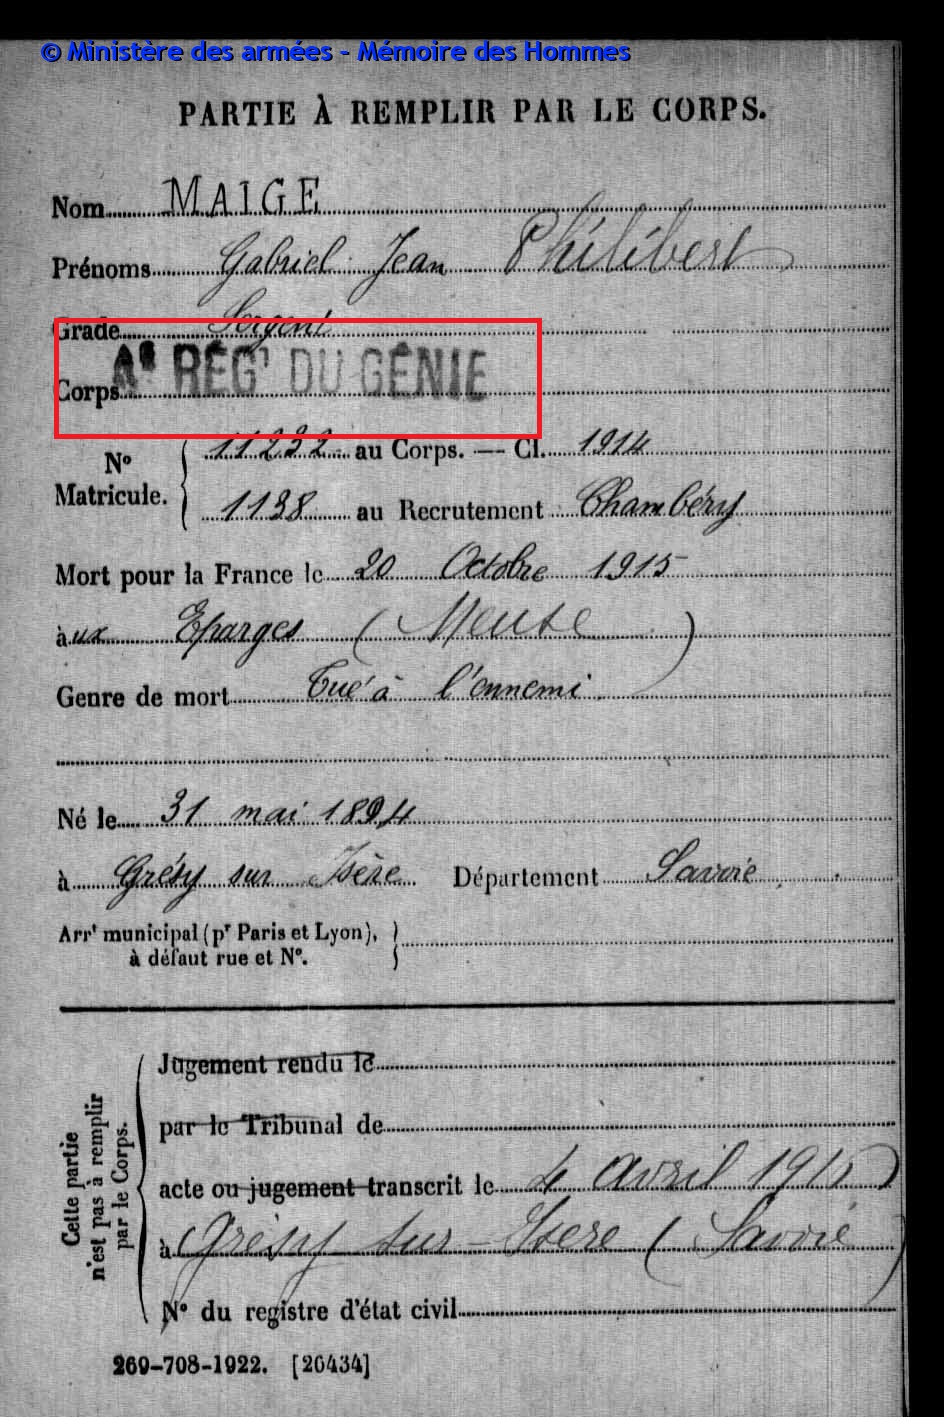 © Ministère des armées - Mémoire des Hommes
PARTIE À REMPLIR PAR LE CORPS.
Nom MAIGE
Prénoms Gabriel Jean Philibert
Grade Sergent
Corps RÉGt DU GÉNIE
No Matricule. 11232 au Corps. — Cl. 1914
1138 au Recrutement Chambéry
Mort pour la France le 20 Octobre 1915
aux Eparges (Meuse)
Genre de mort Tué à l'ennemi
Né le 31 mai 1894
à Grésy sur Isère Département Savoie
Arrt municipal (pr Paris et Lyon),
à défaut rue et No.
Cette partie
n'est pas à remplir
par le Corps.
Jugement rendu le
par le Tribunal de
acte ou jugement transcrit le 4 avril
à Grésy sur-Isère (Savoie)
No du registre d'état civil
269-708-1922. [26434]